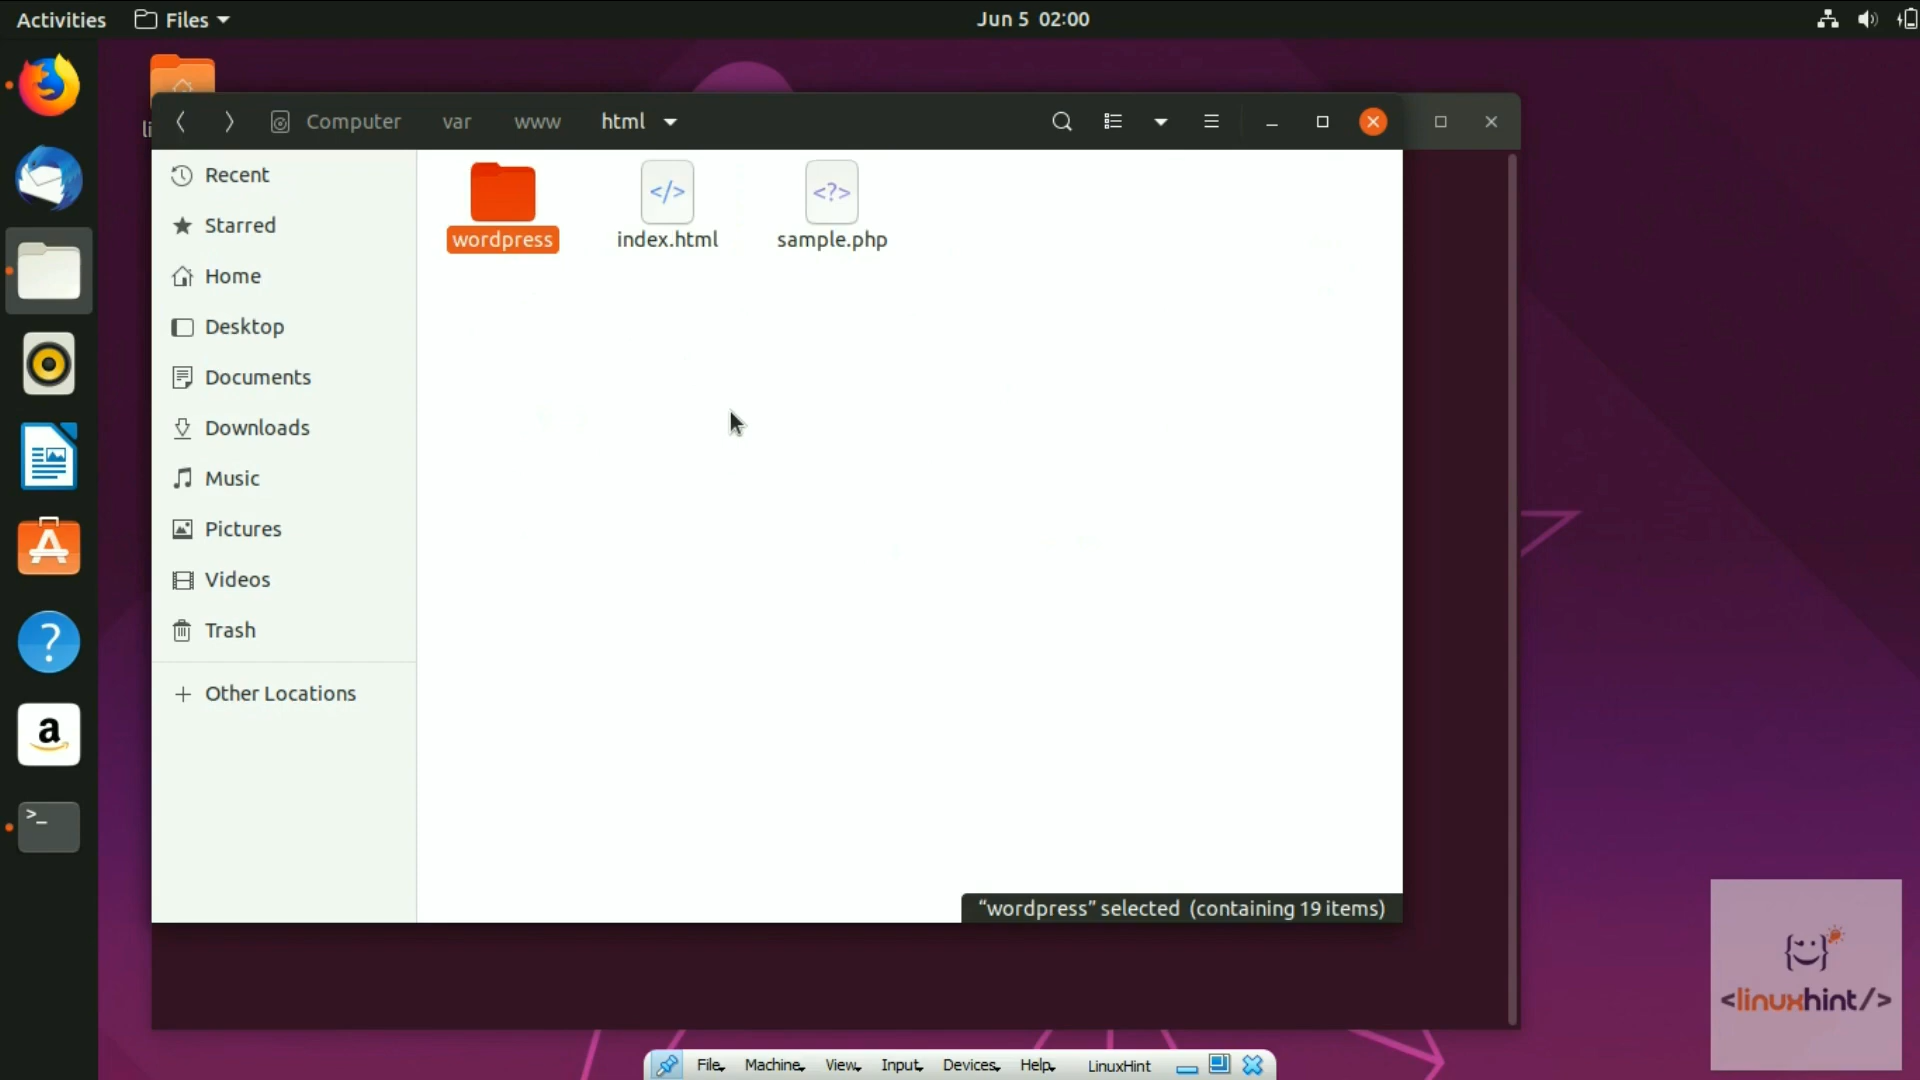 Activities Files Jun 5 02:00
Computer var www html
Recent
Starred
Home
Desktop
Documents
Downloads
Music
Pictures
Videos
Trash
Other Locations
wordpress index.html sample.php
</>
<?>
“wordpress” selected (containing 19 items)
a
>_
{ }
<linuxhint/>
File Machine View Input Devices Help LinuxHint